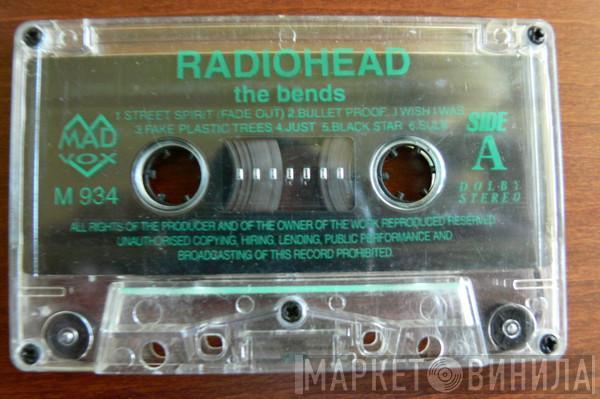 RADIOHEAD
the bends
1.STREET SPIRIT (FADE OUT) 2.BULLET PROOF...I WISH I WAS
3.FAKE PLASTIC TREES 4.JUST 5.BLACK STAR 6.SULK
MAD
VOX
M 934
SIDE
A
DOLBY
STEREO
ALL RIGHTS OF THE PRODUCER AND OF THE OWNER OF THE WORK REPRODUCED RESERVED.
UNAUTHORISED COPYING, HIRING, LENDING, PUBLIC PERFORMANCE AND
BROADCASTING OF THIS RECORD PROHIBITED.
МАРКЕТ ВИНИЛА